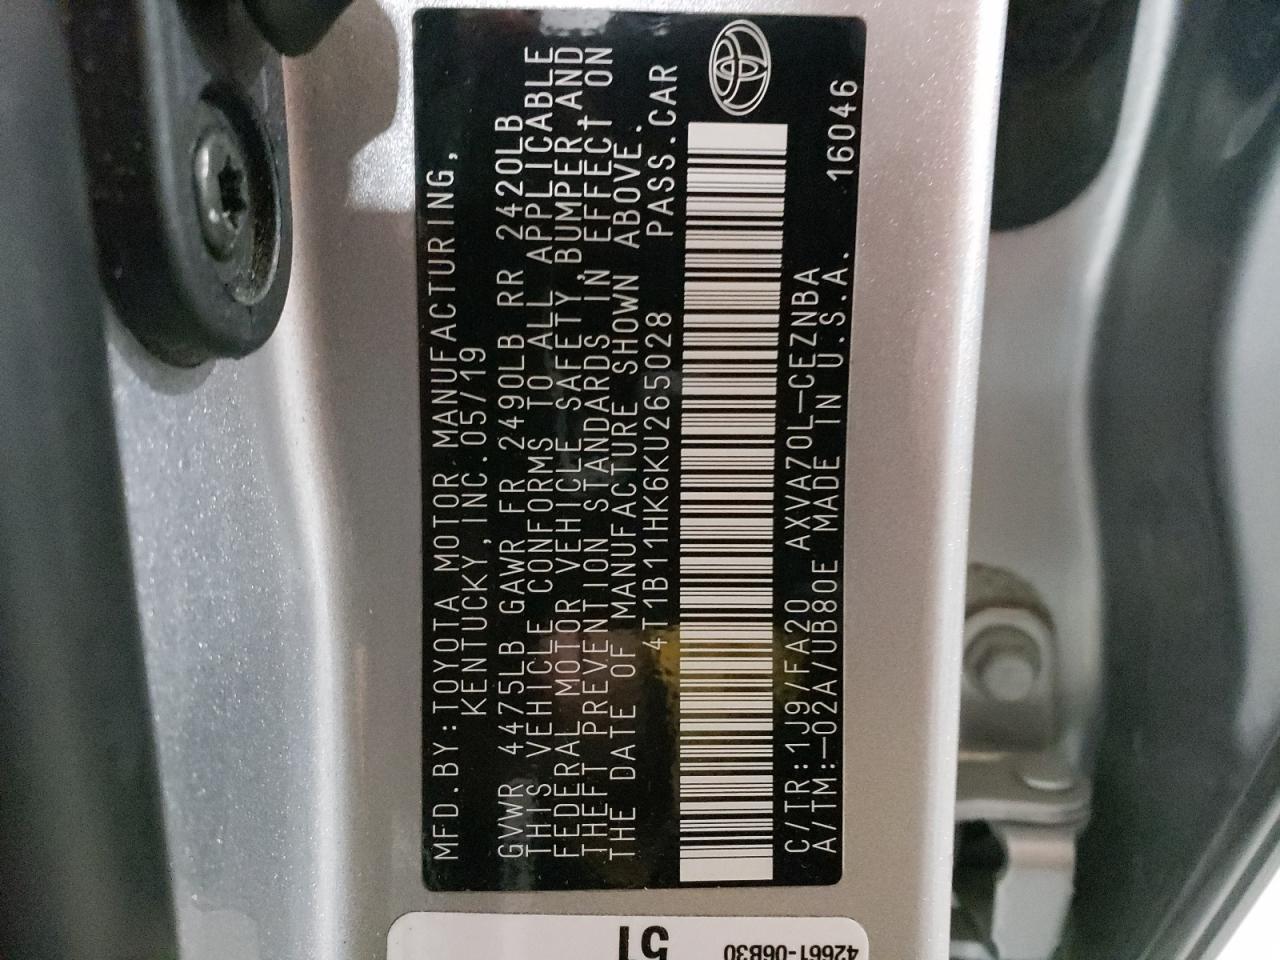 MFD.BY:TOYOTA MOTOR MANUFACTURING,
KENTUCKY,INC.05/19
GVWR 4475LB GAWR FR 2490LB RR 2420LB
THIS VEHICLE CONFORMS TO ALL APPLICABLE
FEDERAL MOTOR VEHICLE SAFETY,BUMPER,AND
THEFT PREVENTION STANDARDS IN EFFECT ON
THE DATE OF MANUFACTURE SHOWN ABOVE.
4T1B11HK6KU265028 PASS.CAR
C/TR:1J9/FA20 AXVA70L-CEZNBA
A/TM:-02A/UB80E MADE IN U.S.A. 16046
51
42661-06B30